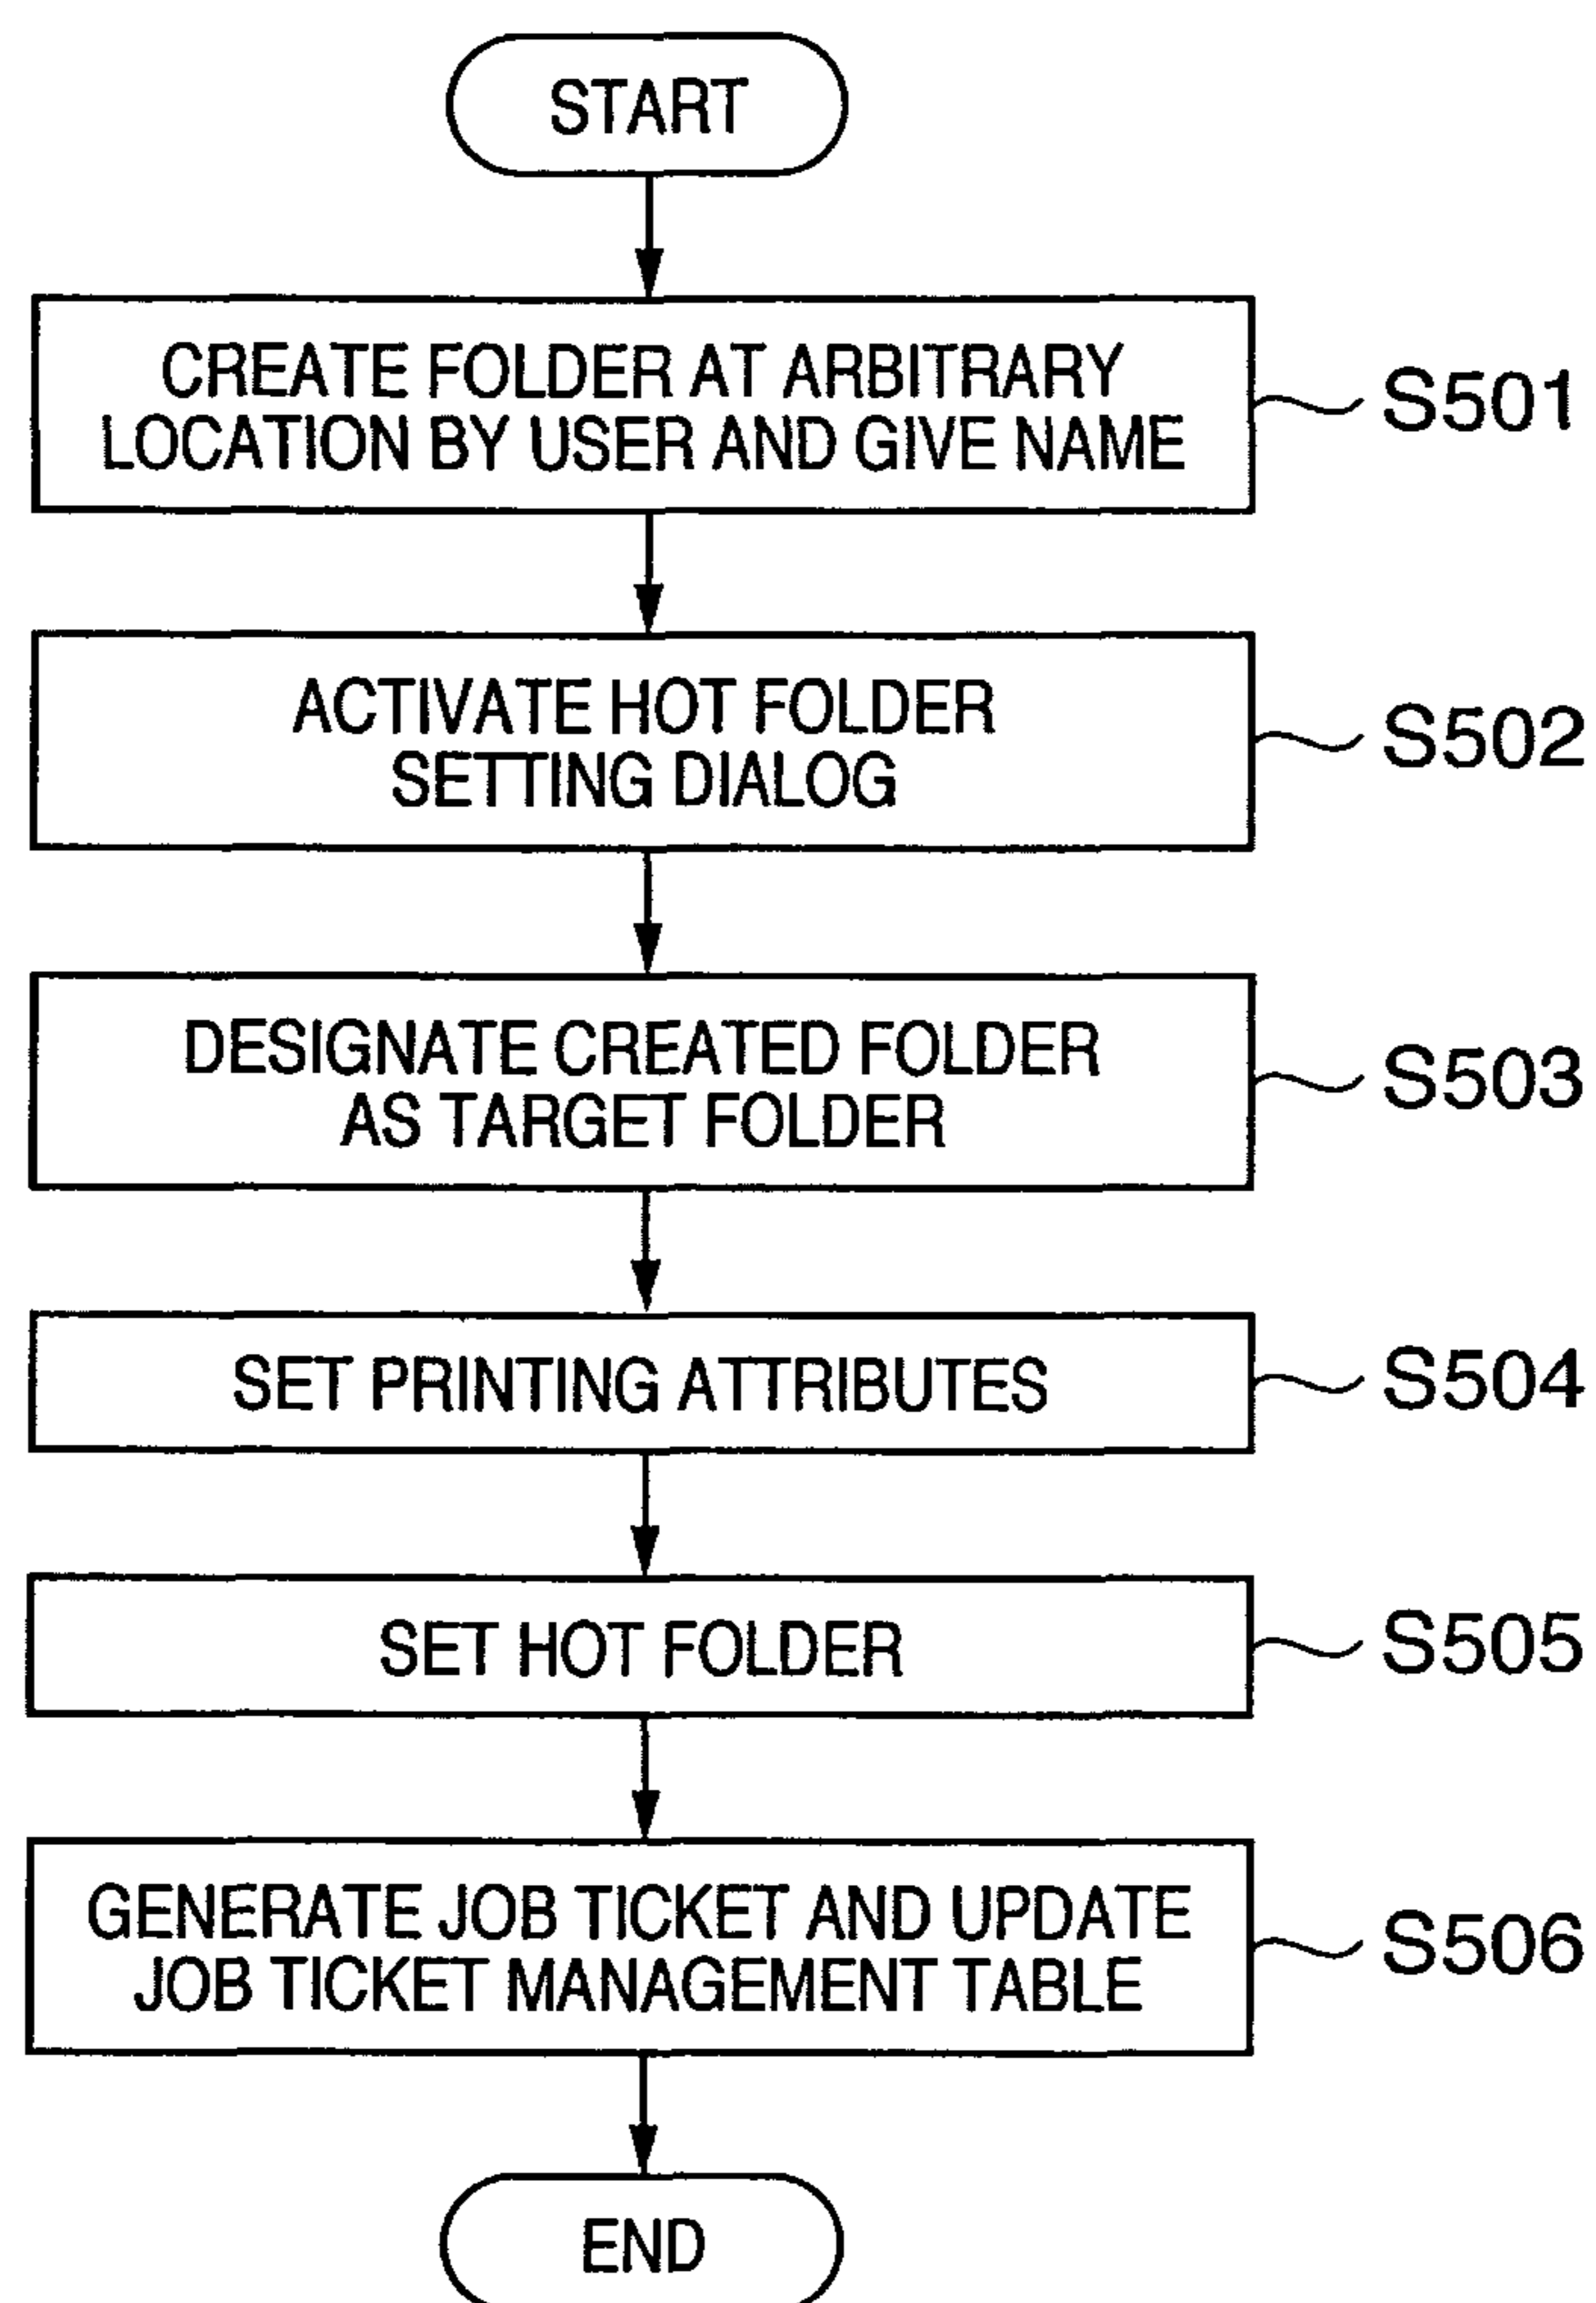 START
CREATE FOLDER AT ARBITRARY
LOCATION BY USER AND GIVE NAME
S501
ACTIVATE HOT FOLDER
SETTING DIALOG
S502
DESIGNATE CREATED FOLDER
AS TARGET FOLDER
S503
SET PRINTING ATTRIBUTES
S504
SET HOT FOLDER
S505
GENERATE JOB TICKET AND UPDATE
JOB TICKET MANAGEMENT TABLE
S506
END